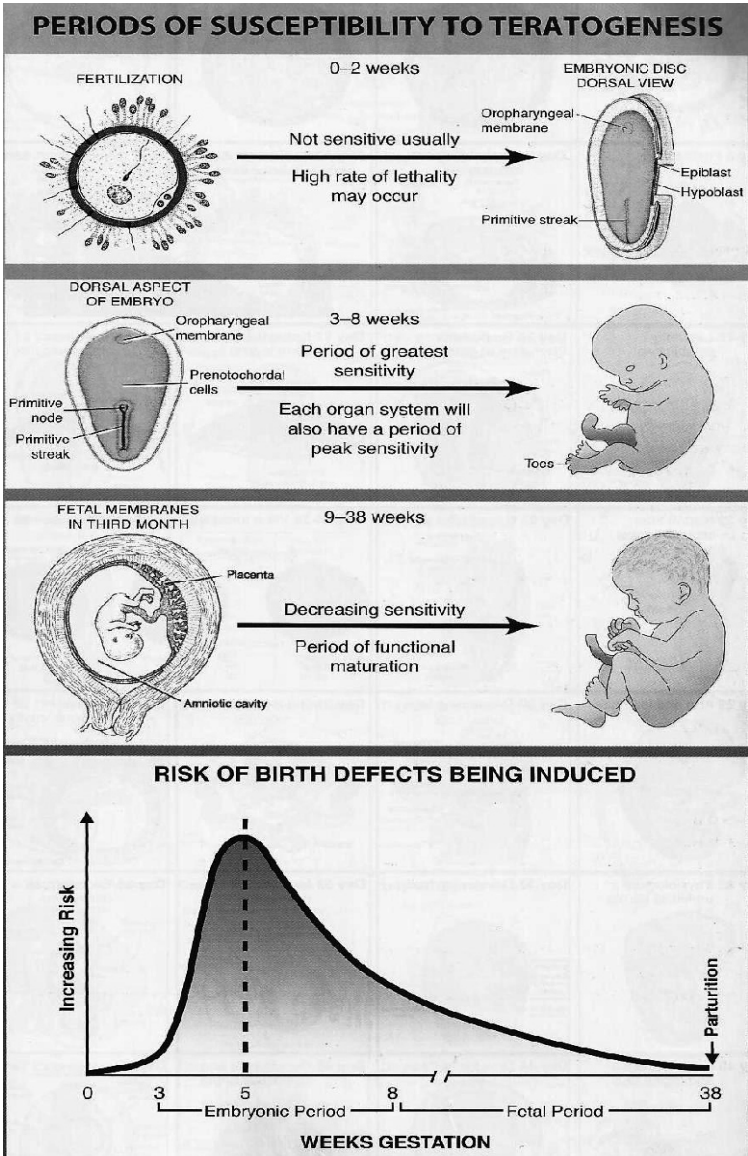 PERIODS OF SUSCEPTIBILITY TO TERATOGENESIS
FERTILIZATION
0–2 weeks
Not sensitive usually
High rate of lethality
may occur
EMBRYONIC DISC
DORSAL VIEW
Oropharyngeal
membrane
Epiblast
Hypoblast
Primitive streak
DORSAL ASPECT
OF EMBRYO
Oropharyngeal
membrane
Prenotochordal
cells
Primitive
node
Primitive
streak
3–8 weeks
Period of greatest
sensitivity
Each organ system will
also have a period of
peak sensitivity
Toes
FETAL MEMBRANES
IN THIRD MONTH
Placenta
Amniotic cavity
9–38 weeks
Decreasing sensitivity
Period of functional
maturation
RISK OF BIRTH DEFECTS BEING INDUCED
Increasing Risk
Parturition
0 3 5 8 38
Embryonic Period
Fetal Period
WEEKS GESTATION